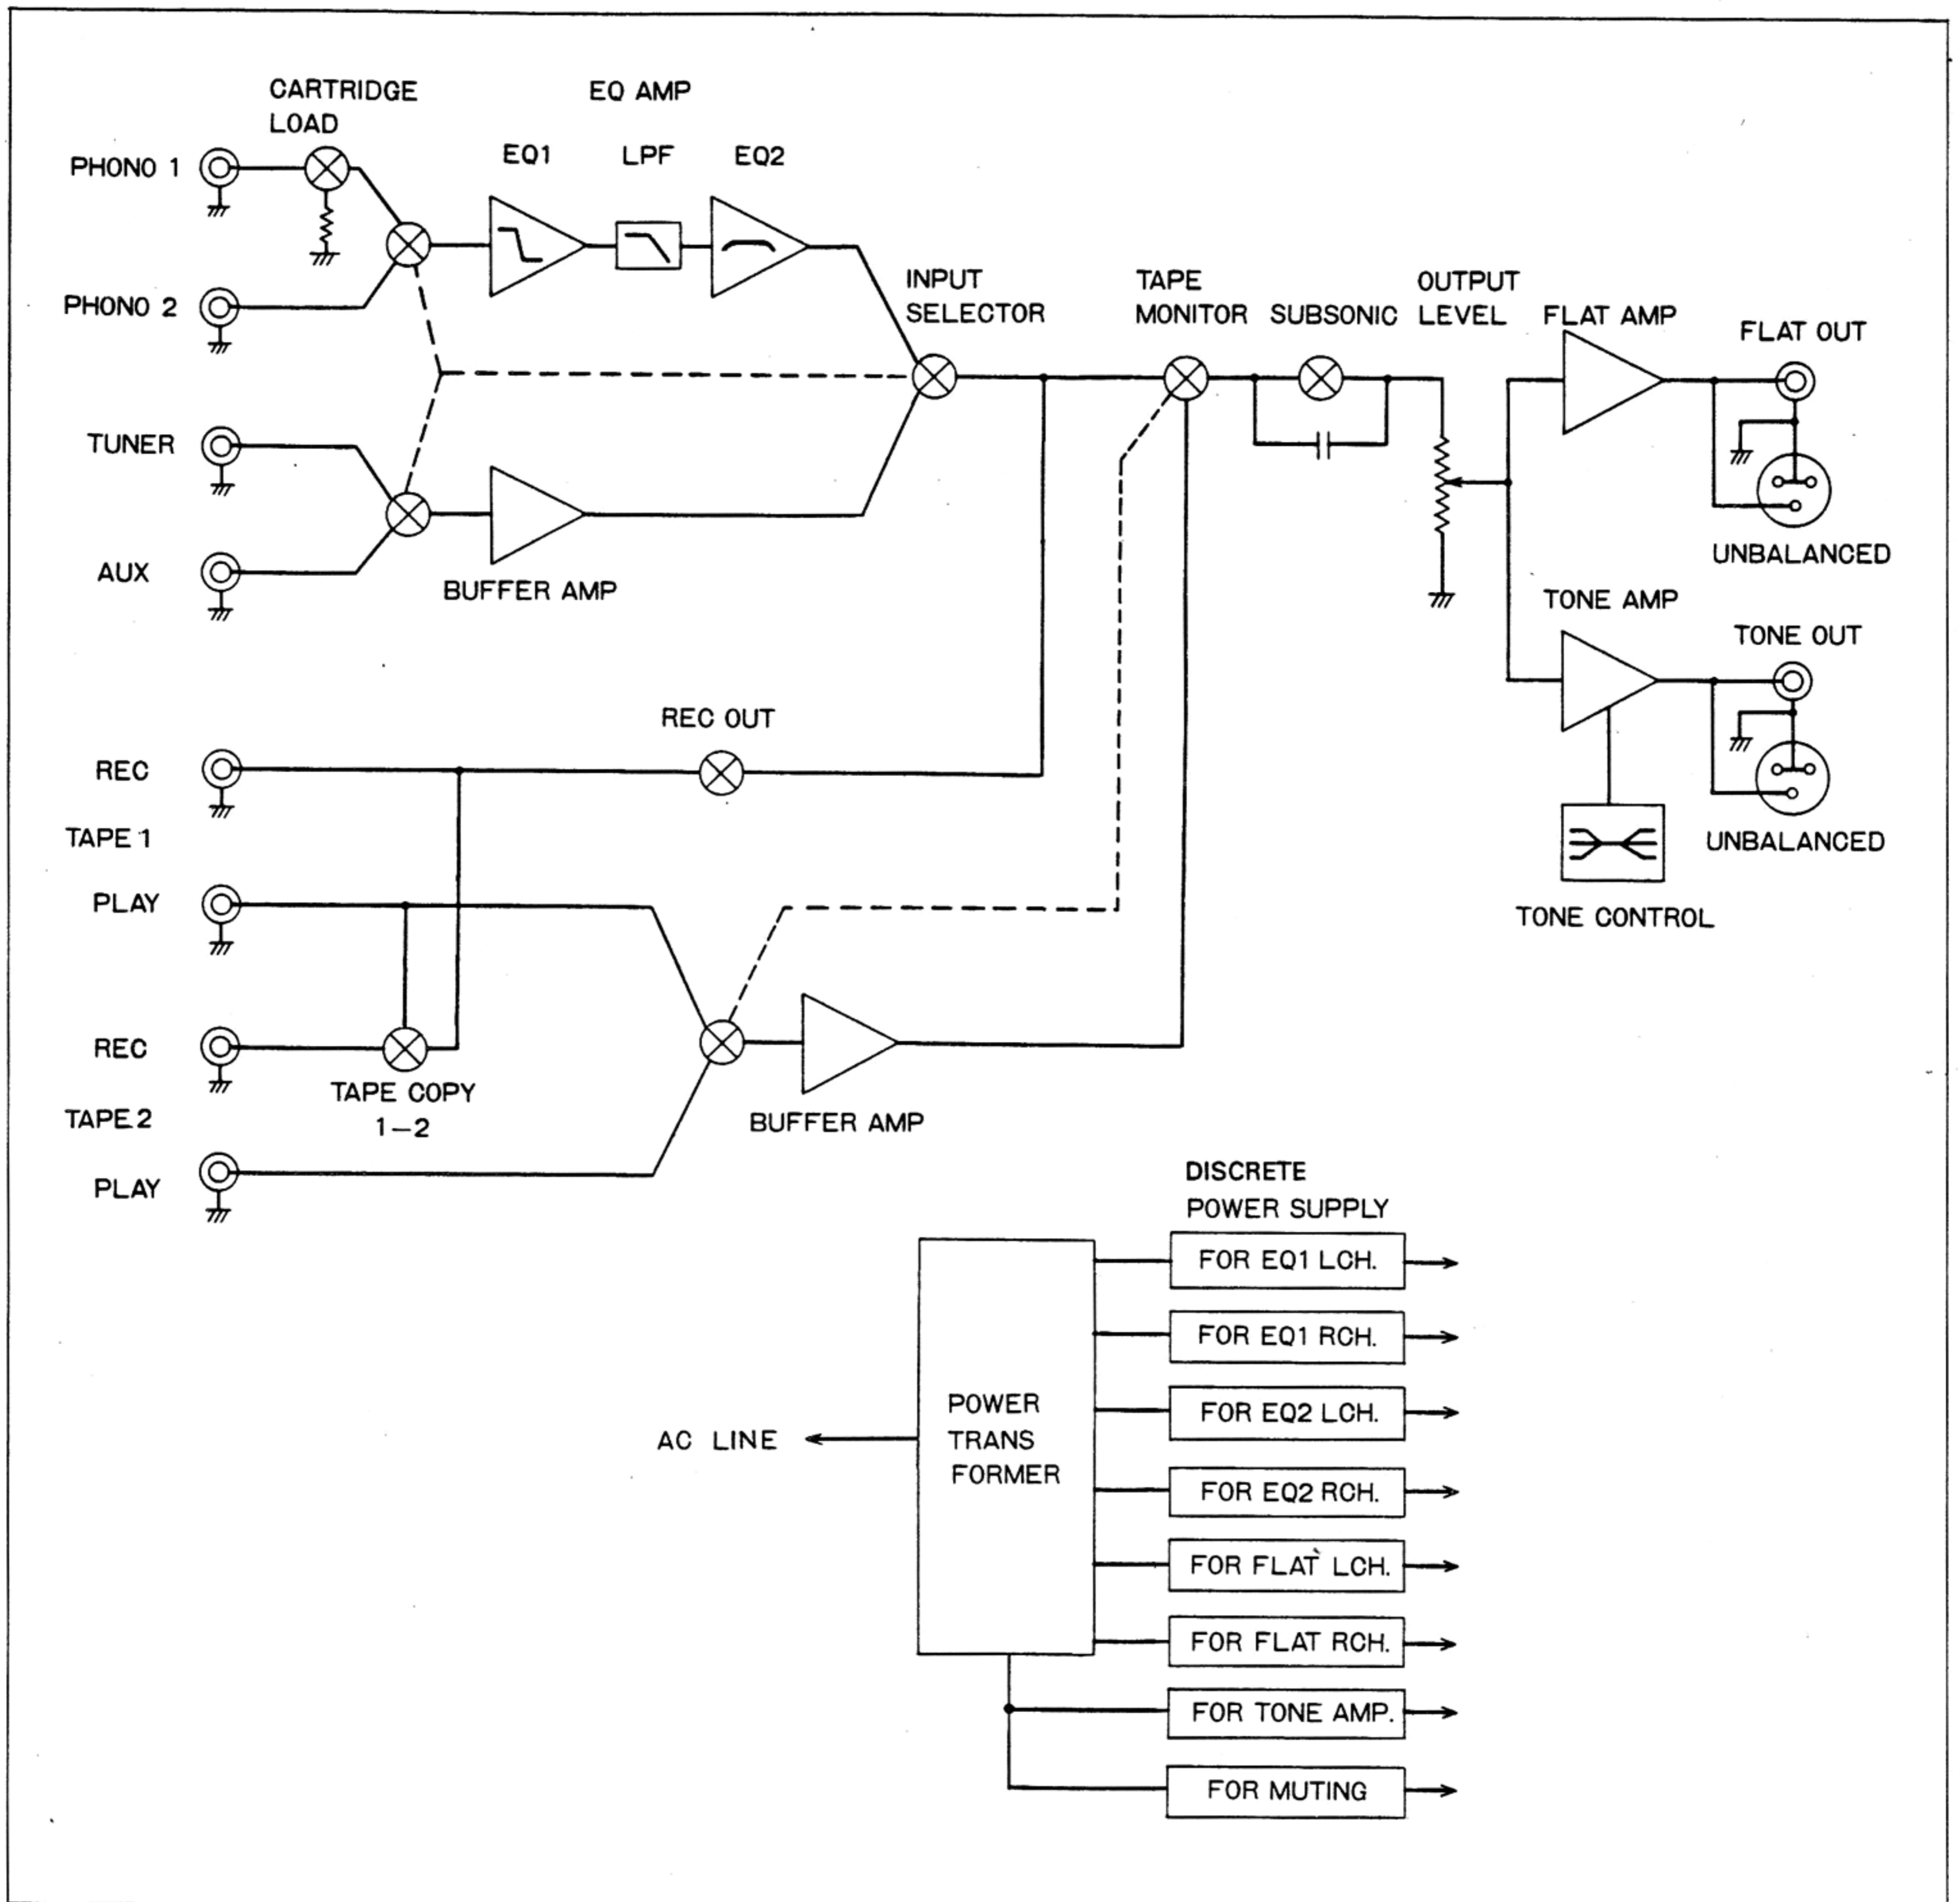 CARTRIDGE
LOAD
EQ AMP
EQ1
LPF
EQ2
PHONO 1
PHONO 2
INPUT
SELECTOR
TAPE
MONITOR
SUBSONIC
OUTPUT
LEVEL
FLAT AMP
FLAT OUT
TUNER
AUX
BUFFER AMP
UNBALANCED
TONE AMP
TONE OUT
REC OUT
REC
TAPE 1
PLAY
UNBALANCED
TONE CONTROL
REC
TAPE COPY
1-2
TAPE 2
PLAY
BUFFER AMP
DISCRETE
POWER SUPPLY
FOR EQ1 LCH.
FOR EQ1 RCH.
FOR EQ2 LCH.
FOR EQ2 RCH.
FOR FLAT LCH.
FOR FLAT RCH.
FOR TONE AMP.
FOR MUTING
POWER
TRANS
FORMER
AC LINE